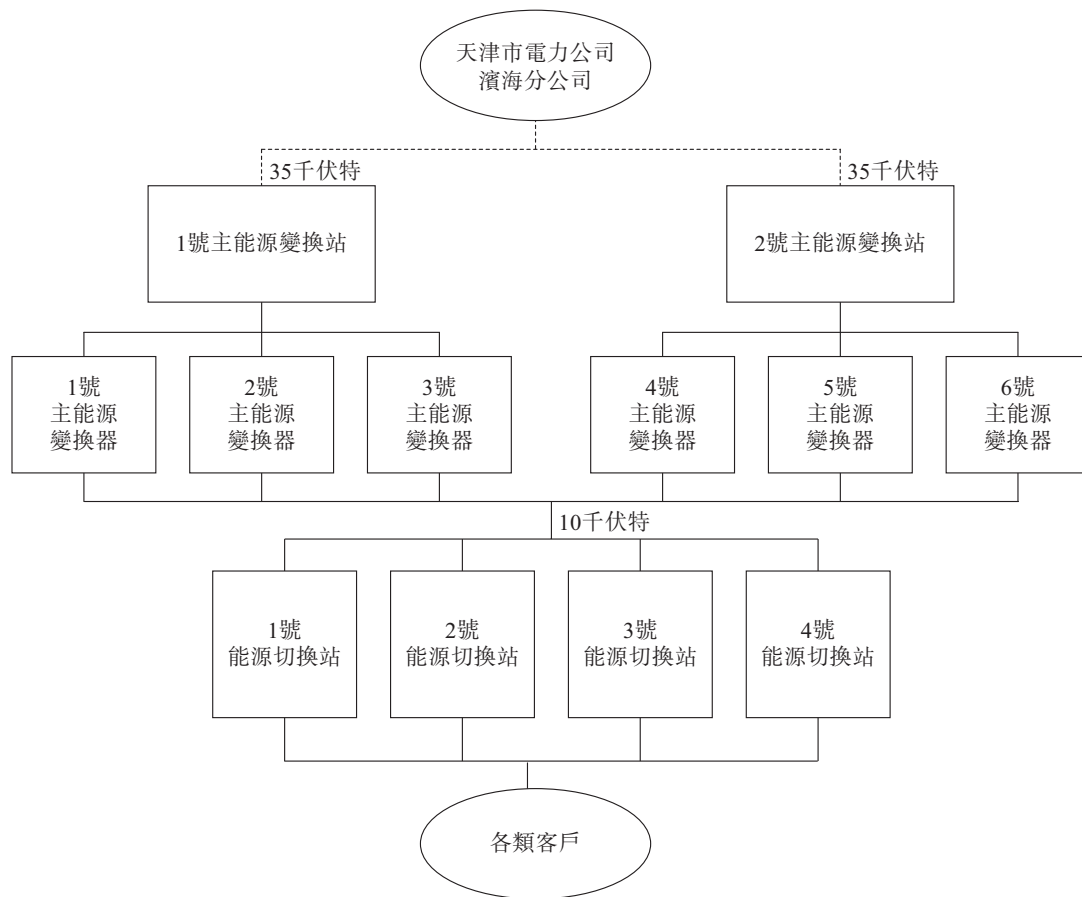 天津市電力公司
濱海分公司
35千伏特
35千伏特
1號主能源變換站
2號主能源變換站
1號
主能源
變換器
2號
主能源
變換器
3號
主能源
變換器
4號
主能源
變換器
5號
主能源
變換器
6號
主能源
變換器
10千伏特
1號
能源切換站
2號
能源切換站
3號
能源切換站
4號
能源切換站
各類客戶